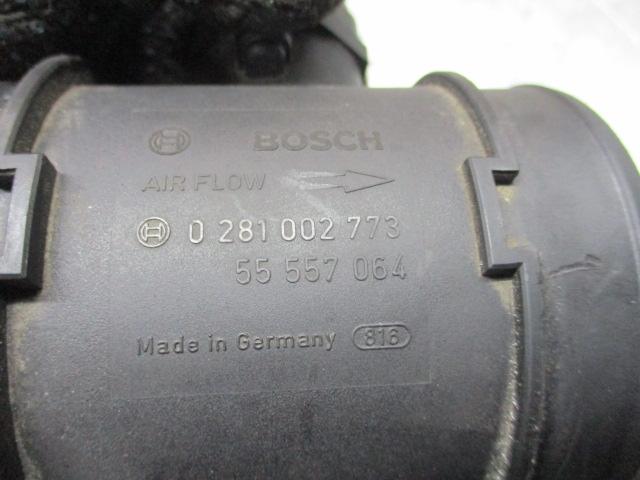 BOSCH
AIR FLOW
0 281 002 773
55 557 064
Made in Germany 816